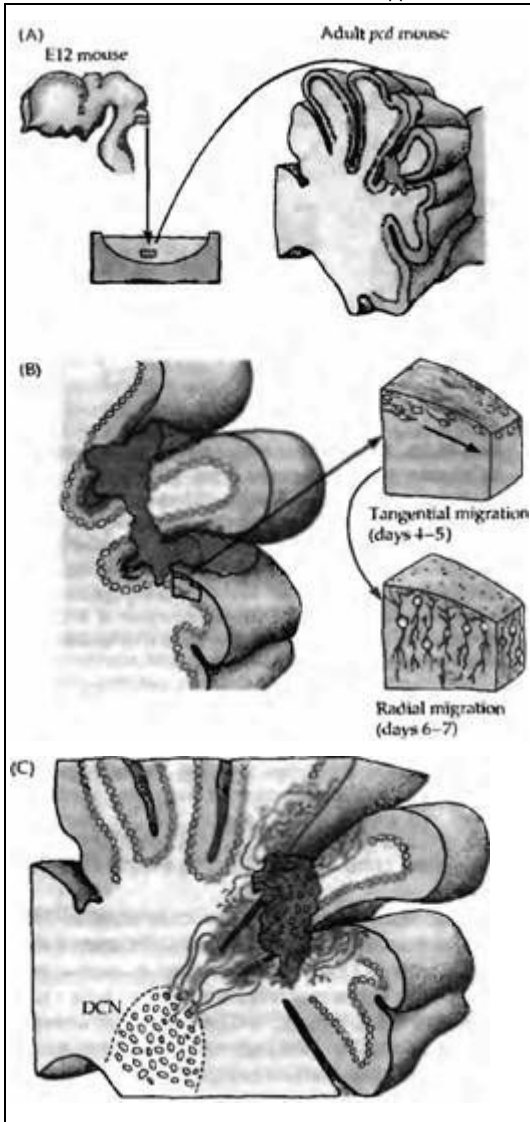 (A)
E12 mouse
Adult pcd mouse
(B)
Tangential migration
(days 4–5)
Radial migration
(days 6–7)
(C)
DCN